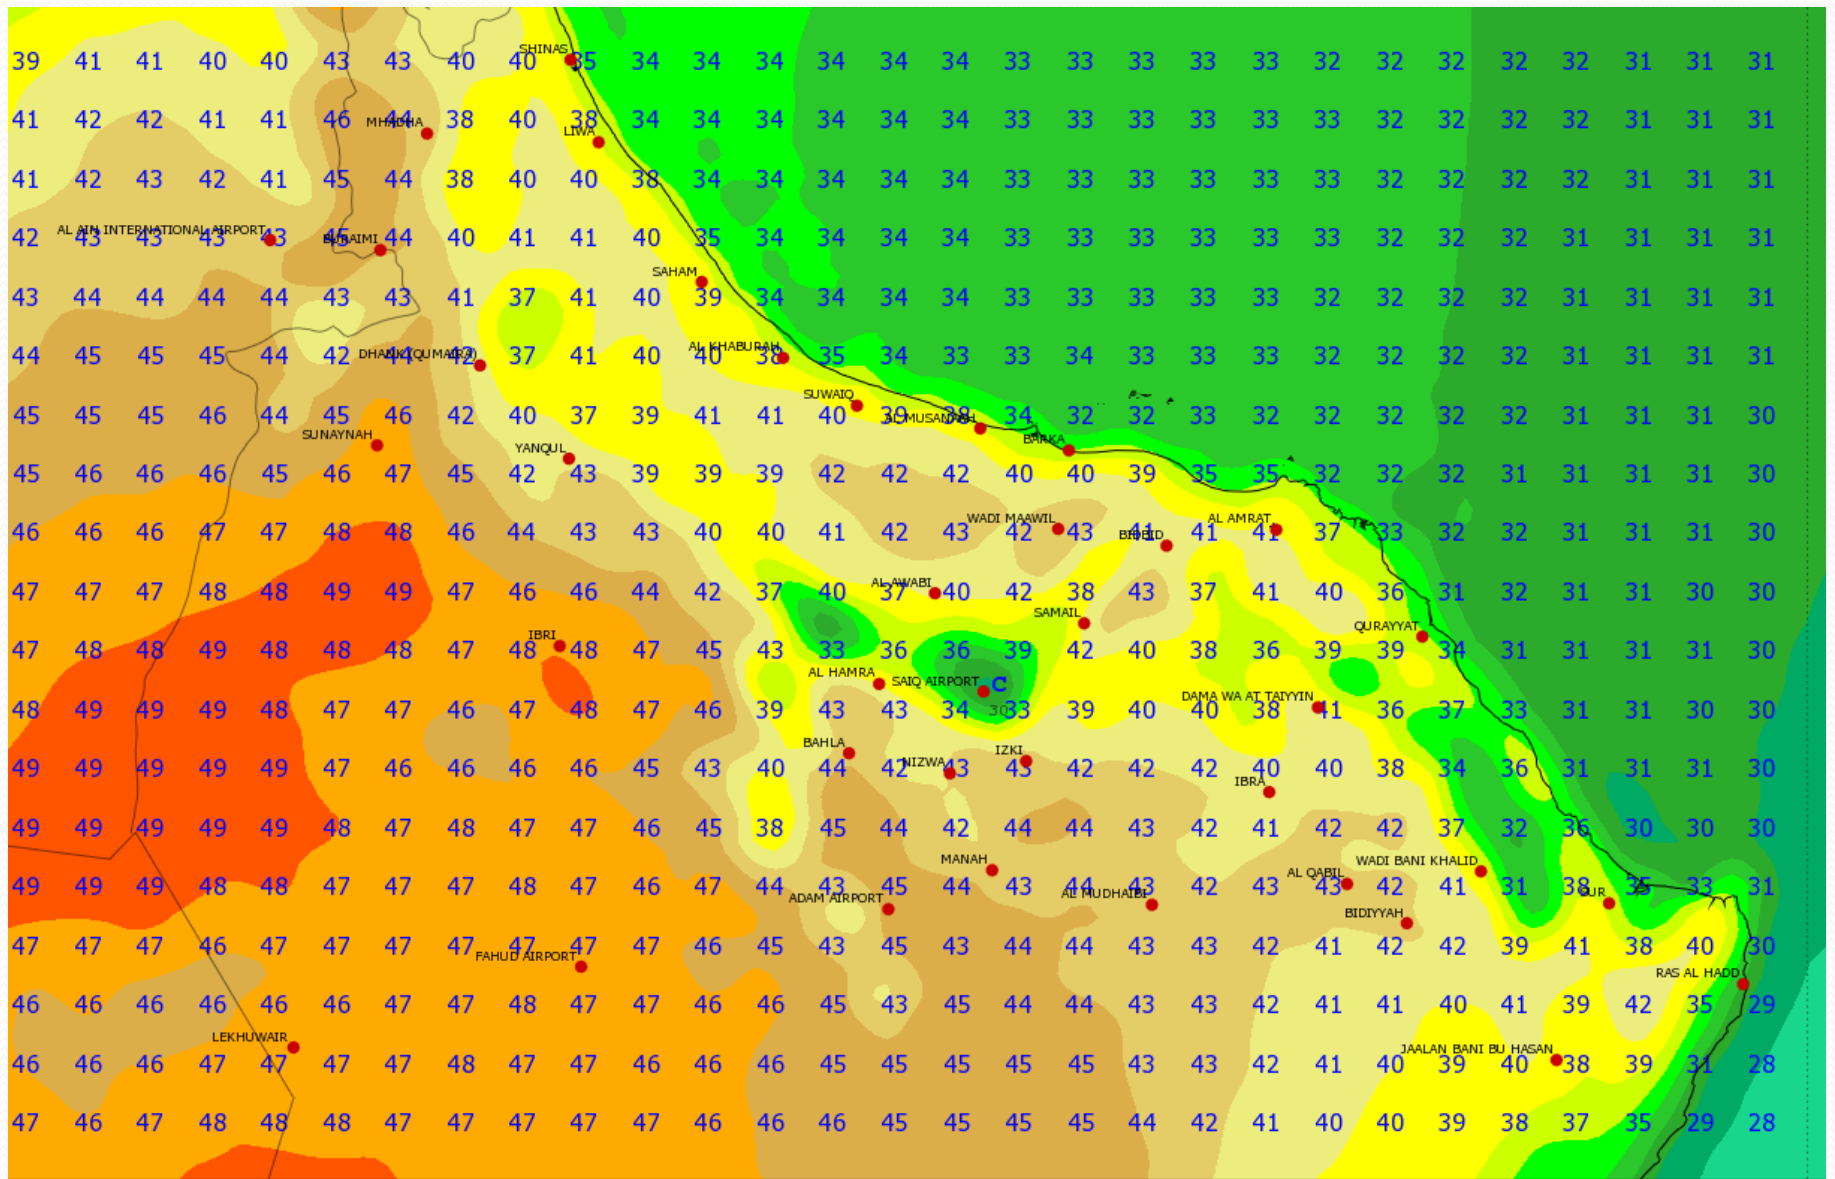 SHINAS
39 41 41 40 40 43 43 40 40 35 34 34 34 34 34 34 33 33 33 33 33 32 32 32 32 32 31 31 31
41 42 42 41 41 46 44 38 40 38 34 34 34 34 34 34 33 33 33 33 33 33 32 32 32 32 31 31 31
MHADHA
LIWA
41 42 43 42 41 45 44 38 40 40 38 34 34 34 34 34 33 33 33 33 33 33 32 32 32 32 31 31 31
AL AIN INTERNATIONAL AIRPORT
BURAIMI
42 43 43 43 43 45 44 40 41 41 40 35 34 34 34 34 33 33 33 33 33 33 32 32 32 31 31 31 31
SAHAM
43 44 44 44 44 43 43 41 37 41 40 39 34 34 34 34 33 33 33 33 33 32 32 32 32 31 31 31 31
AL KHABURAH
DHANK (QUMAIRA)
44 45 45 45 44 42 44 42 37 41 40 40 38 35 34 33 33 34 33 33 33 32 32 32 32 31 31 31 31
SUWAIQ
45 45 45 46 44 45 46 42 40 37 39 41 41 40 39 38 34 32 32 33 32 32 32 32 32 31 31 31 30
AL MUSANAAH
SUNAYNAH
BARKA
YANQUL
45 46 46 46 45 46 47 45 42 43 39 39 39 42 42 42 40 40 39 35 35 32 32 32 31 31 31 31 30
WADI MAAWIL
AL AMRAT
46 46 46 47 47 48 48 46 44 43 43 40 40 41 42 43 42 43 41 41 41 37 33 32 32 31 31 31 30
BIDBID
AL AWABI
47 47 47 48 48 49 49 47 46 46 44 42 37 40 37 40 42 38 43 37 41 40 36 31 32 31 31 30 30
SAMAIL
QURAYYAT
IBRI
47 48 48 49 48 48 48 47 48 48 47 45 43 33 36 36 39 42 40 38 36 39 39 34 31 31 31 31 30
AL HAMRA
SAIQ AIRPORT
C
DAMA WA AT TAIYYIN
48 49 49 49 48 47 47 46 47 48 47 46 39 43 43 34 30 33 39 40 40 38 41 36 37 33 31 31 30 30
BAHLA
IZKI
NIZWA
49 49 49 49 49 47 46 46 46 46 45 43 40 44 42 43 43 42 42 42 40 40 38 34 36 31 31 31 30
IBRA
49 49 49 49 49 48 47 48 47 47 46 45 38 45 44 42 44 44 43 42 41 42 42 37 32 36 30 30 30
MANAH
WADI BANI KHALID
AL QABIL
49 49 49 48 48 47 47 47 48 47 46 47 44 43 45 44 43 44 43 42 43 43 42 41 31 38 35 33 31
ADAM AIRPORT
AL MUDHAIBI
SUR
BIDIYYAH
47 47 47 46 47 47 47 47 47 47 47 46 45 43 45 43 44 44 43 43 42 41 42 42 39 41 38 40 30
FAHUD AIRPORT
RAS AL HADD
46 46 46 46 46 46 47 47 48 47 47 46 46 45 43 45 44 44 43 43 42 41 41 40 41 39 42 35 29
LEKHUWAIR
JAALAN BANI BU HASAN
46 46 46 47 47 47 47 48 47 47 46 46 46 45 45 45 45 45 43 43 42 41 40 39 40 38 39 31 28
47 46 47 48 48 48 47 47 47 47 47 46 46 46 45 45 45 45 44 42 41 40 40 39 38 37 35 29 28